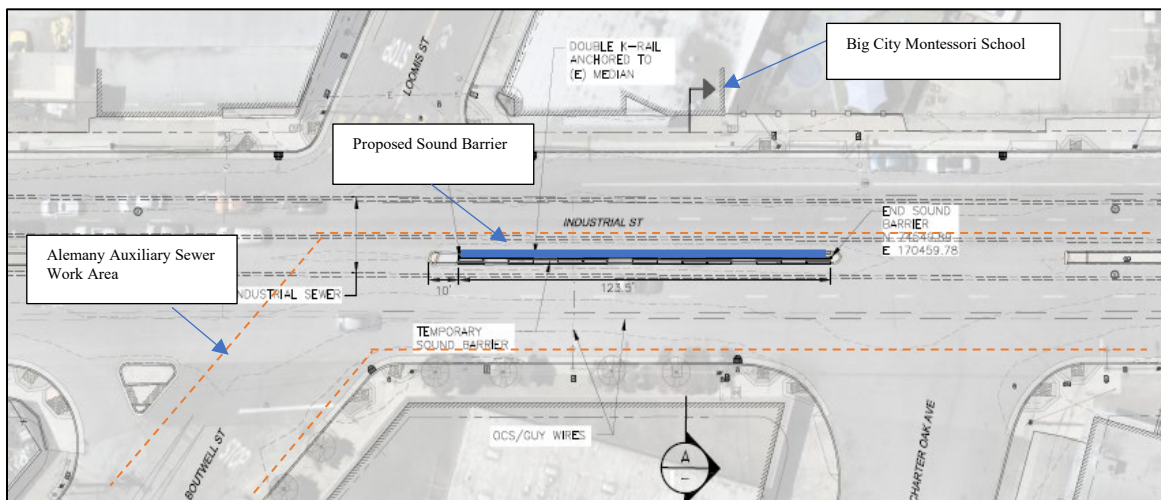 LOOMIS ST
STOP
DOUBLE K-RAIL
ANCHORED TO
(E) MEDIAN
Big City Montessori School
Proposed Sound Barrier
INDUSTRIAL ST
END SOUND
BARRIER
E 170459.78
Alemany Auxiliary Sewer
Work Area
INDUSTRIAL SEWER
10'
123.5'
TEMPORARY
SOUND BARRIER
OCS/GUY WIRES
A
BOUTWELL ST
CHARTER OAK AVE